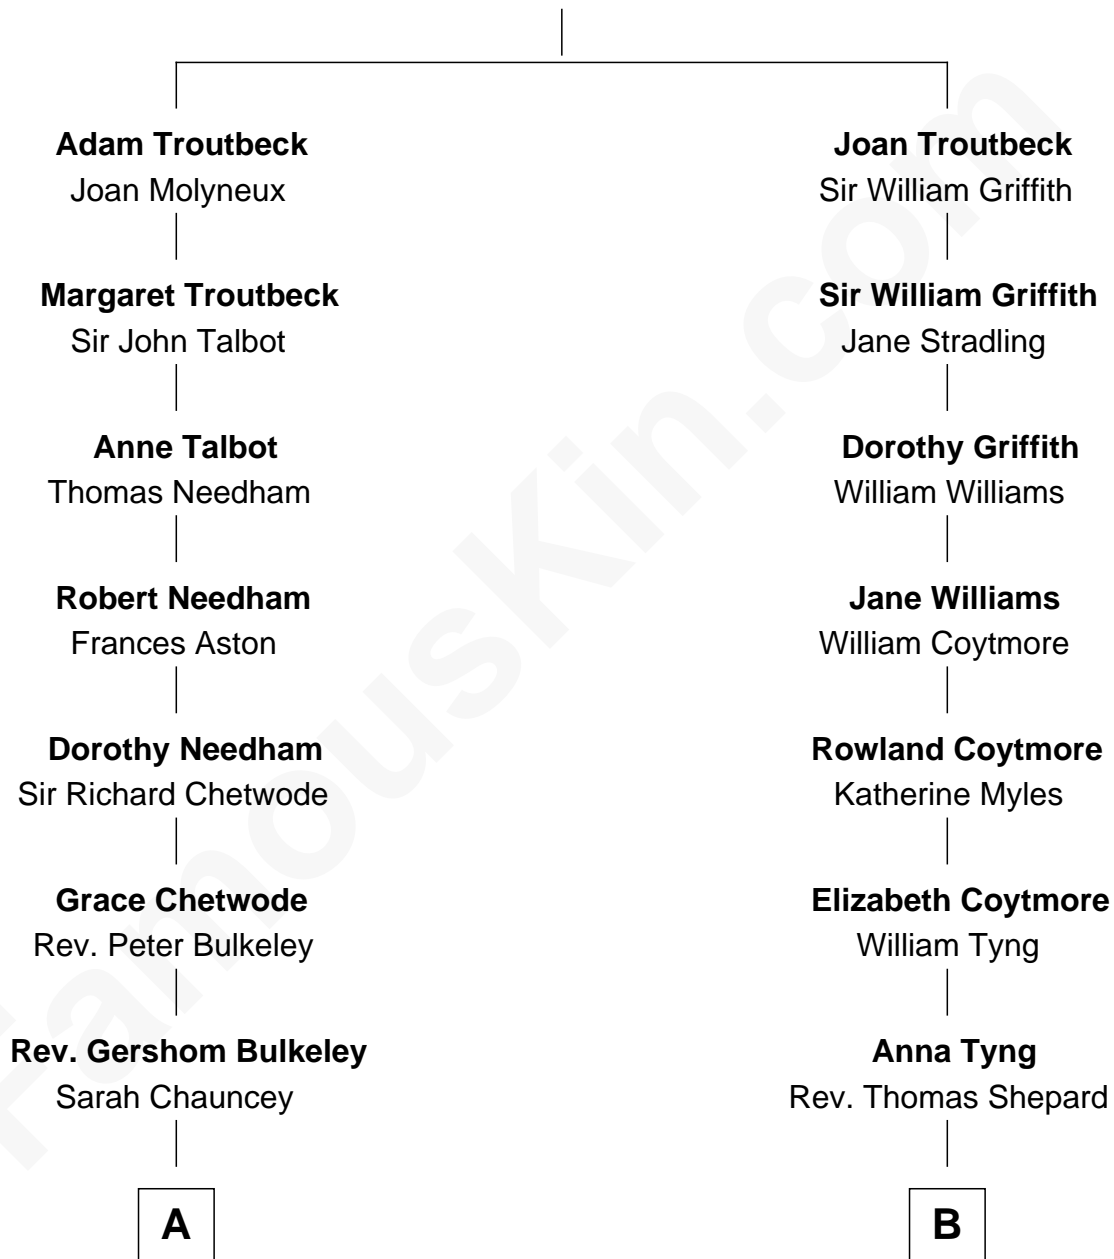 Adam Troutbeck
Joan Molyneux
Margaret Troutbeck
Sir John Talbot
Anne Talbot
Thomas Needham
Robert Needham
Frances Aston
Dorothy Needham
Sir Richard Chetwode
Grace Chetwode
Rev. Peter Bulkeley
Rev. Gershom Bulkeley
Sarah Chauncey
A
Joan Troutbeck
Sir William Griffith
Sir William Griffith
Jane Stradling
Dorothy Griffith
William Williams
Jane Williams
William Coytmore
Rowland Coytmore
Katherine Myles
Elizabeth Coytmore
William Tyng
Anna Tyng
Rev. Thomas Shepard
B
FamousKin.com